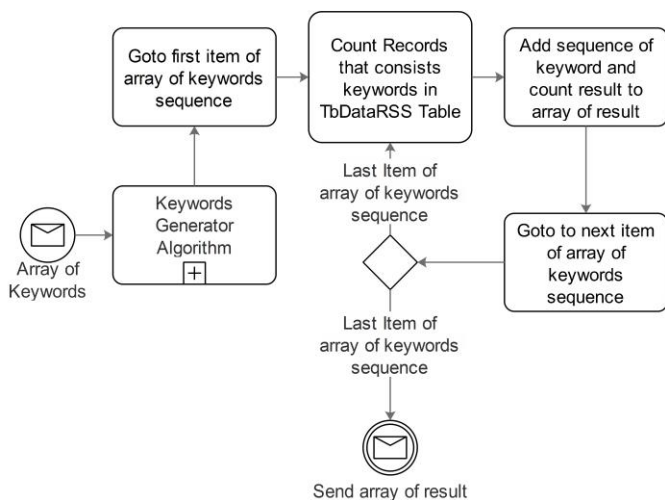 Goto first item of
array of keywords
sequence
Count Records
that consists
keywords in
TbDataRSS Table
Add sequence of
keyword and
count result to
array of result
Keywords
Generator
Algorithm
Array of
Keywords
Last Item of
array of keywords
sequence
Goto to next item
of array of
keywords
sequence
Last Item of
array of keywords
sequence
Send array of result